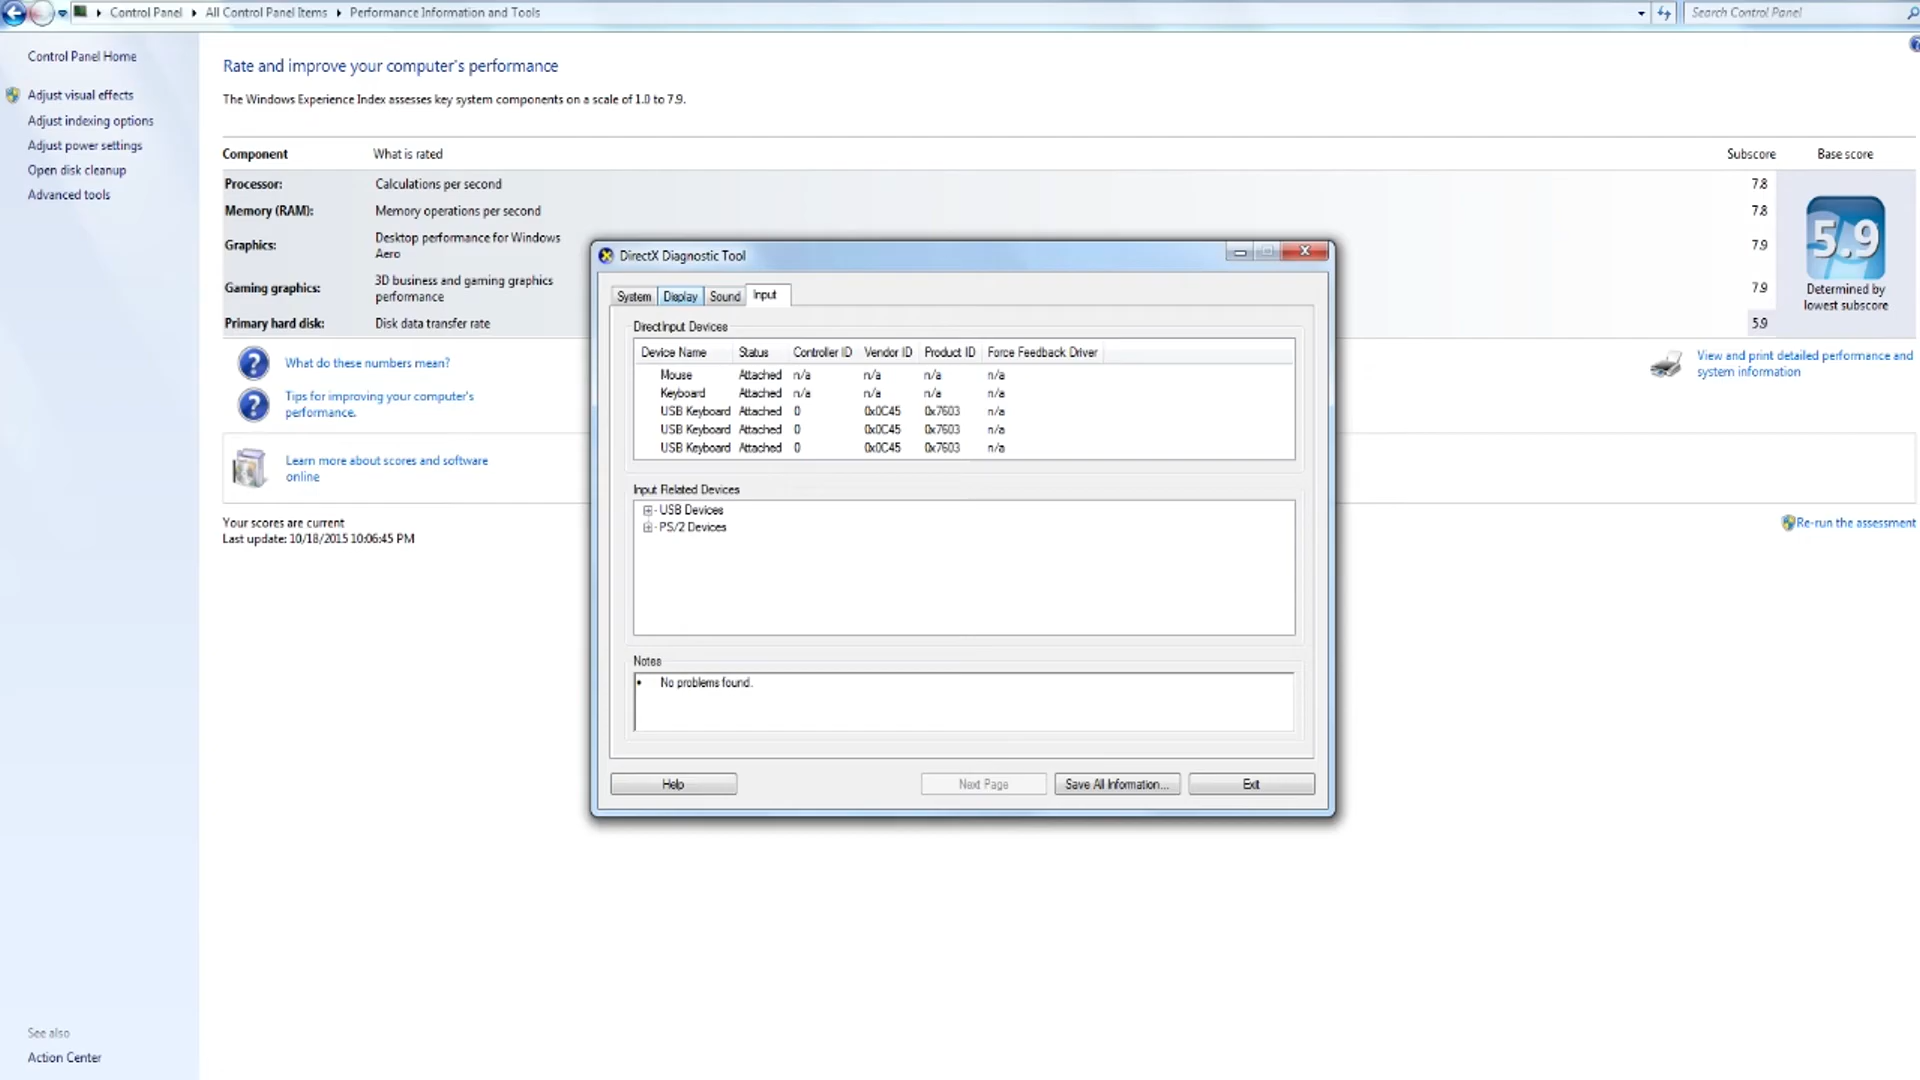 Control Panel
All Control Panel Items
Performance Information and Tools
Search Control Panel
Control Panel Home
Adjust visual effects
Adjust indexing options
Adjust power settings
Open disk cleanup
Advanced tools
See also
Action Center
Rate and improve your computer's performance
The Windows Experience Index assesses key system components on a scale of 1.0 to 7.9.
Component What is rated Subscore Base score
Processor: Calculations per second 7.8
Memory (RAM): Memory operations per second 7.8
Graphics: Desktop performance for Windows
Aero 7.9
Gaming graphics: 3D business and gaming graphics
performance 7.9
Primary hard disk: Disk data transfer rate 5.9
5.9
Determined by
lowest subscore
What do these numbers mean?
Tips for improving your computer's
performance.
View and print detailed performance and
system information
Learn more about scores and software
online
Your scores are current
Last update: 10/18/2015 10:06:45 PM
Re-run the assessment
DirectX Diagnostic Tool
System Display Sound Input
DirectInput Devices
Device Name Status Controller ID Vendor ID Product ID Force Feedback Driver
Mouse Attached n/a n/a n/a n/a
Keyboard Attached n/a n/a n/a n/a
USB Keyboard Attached 0 0x0C45 0x7603 n/a
USB Keyboard Attached 0 0x0C45 0x7603 n/a
USB Keyboard Attached 0 0x0C45 0x7603 n/a
Input Related Devices
USB Devices
PS/2 Devices
Notes
• No problems found.
Help Next Page Save All Information... Exit